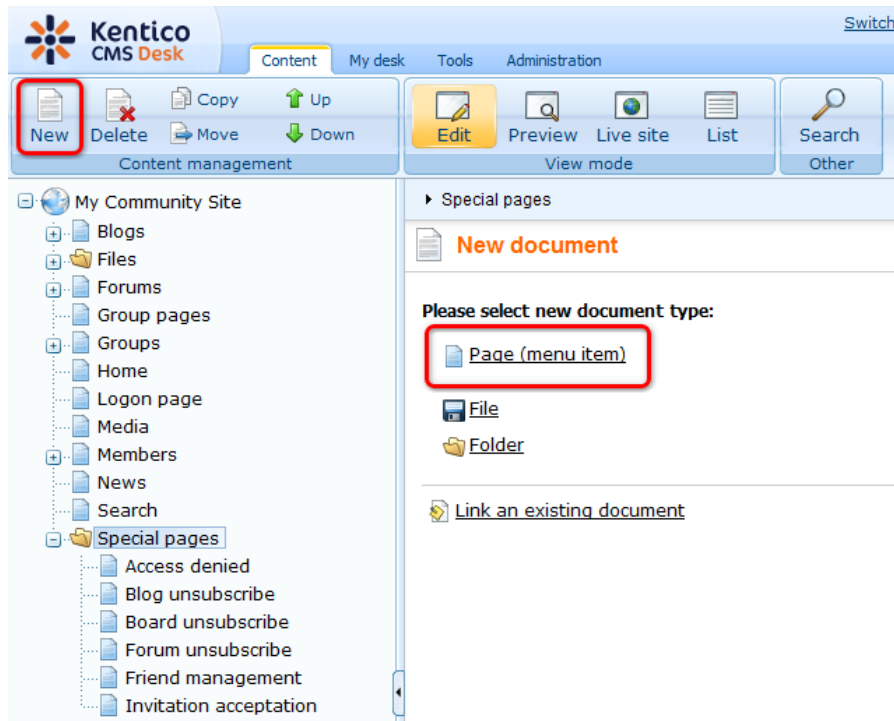 Kentico
CMS Desk
Switch
Content My desk Tools Administration
New Delete Copy Move Up Down
Content management
Edit Preview Live site List
View mode
Search
Other
My Community Site
Blogs
Files
Forums
Group pages
Groups
Home
Logon page
Media
Members
News
Search
Special pages
Access denied
Blog unsubscribe
Board unsubscribe
Forum unsubscribe
Friend management
Invitation acceptation
Special pages
New document
Please select new document type:
Page (menu item)
File
Folder
Link an existing document